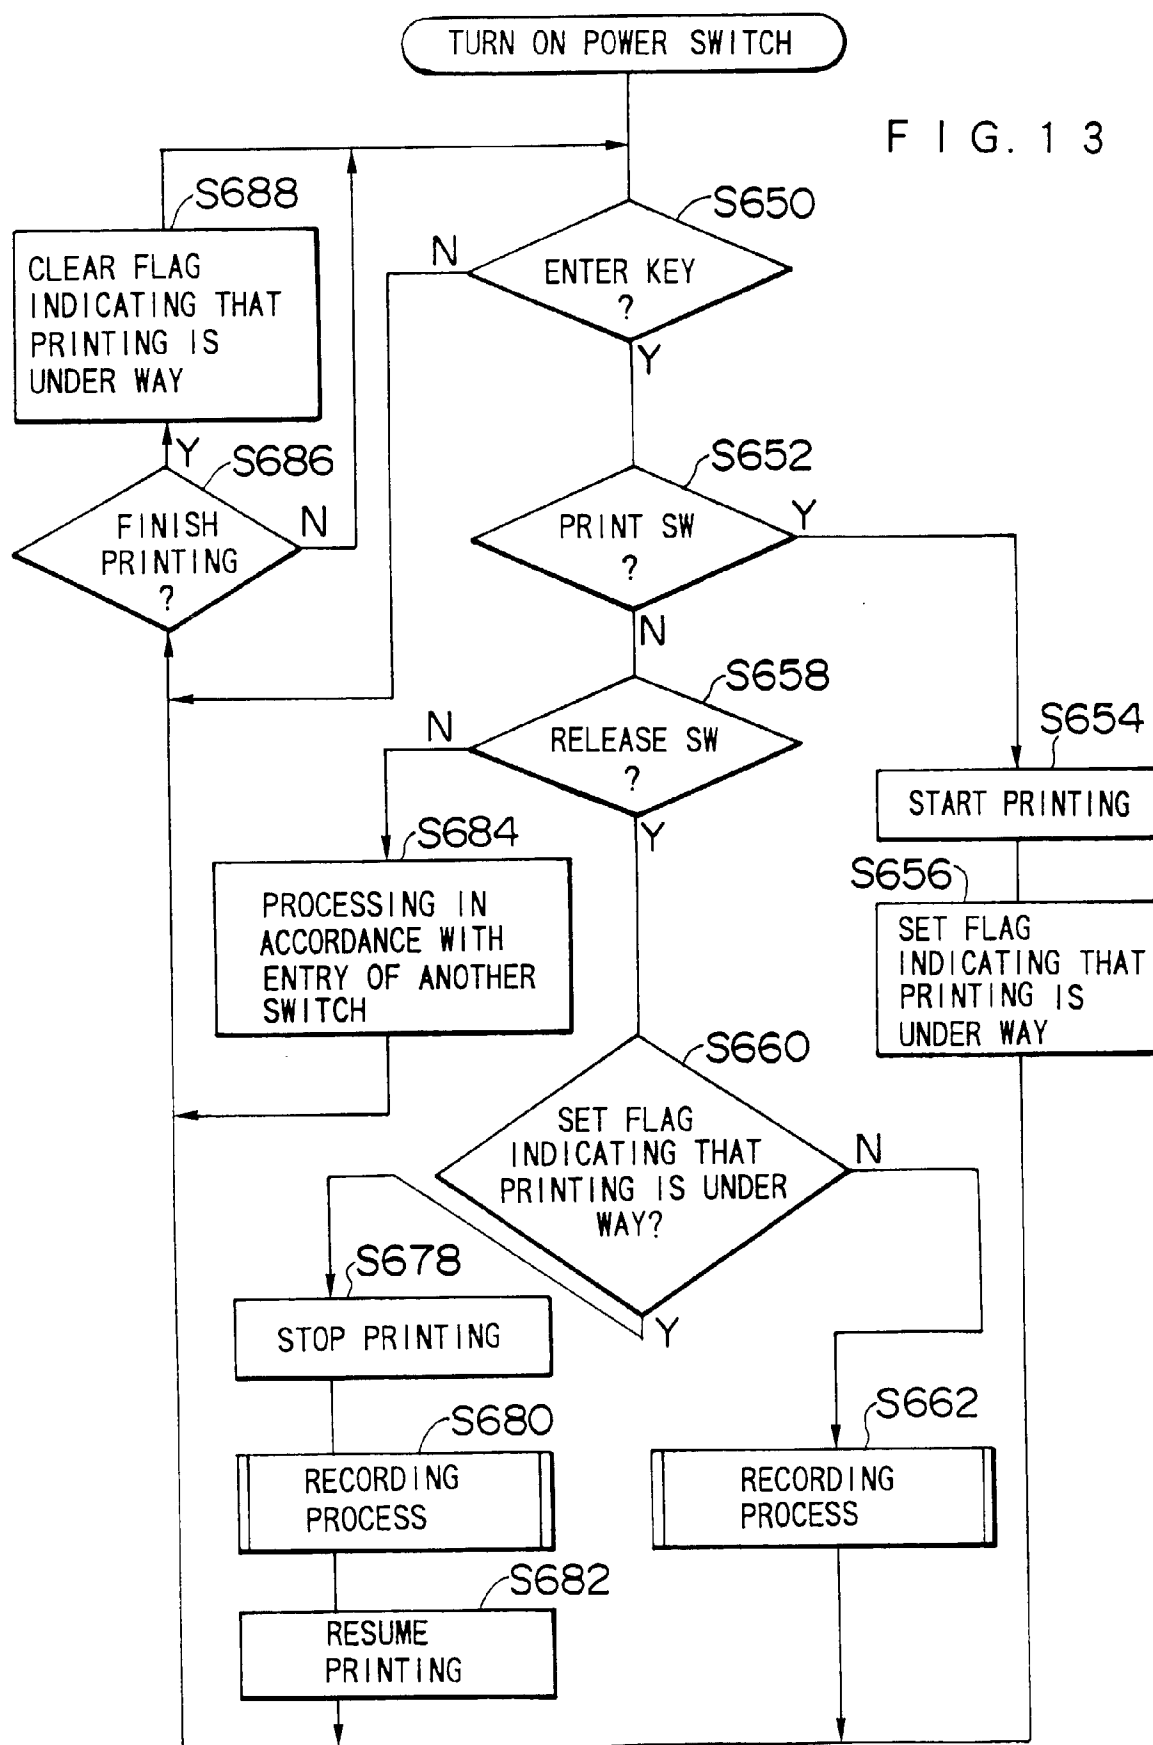 TURN ON POWER SWITCH
FIG. 13
S688
S650
CLEAR FLAG
INDICATING THAT
PRINTING IS
UNDER WAY
N
ENTER KEY
?
Y
Y
S686
S652
FINISH
PRINTING
?
N
PRINT SW
?
Y
N
S658
S654
N
RELEASE SW
?
Y
START PRINTING
S684
S656
PROCESSING IN
ACCORDANCE WITH
ENTRY OF ANOTHER
SWITCH
SET FLAG
INDICATING THAT
PRINTING IS
UNDER WAY
S660
SET FLAG
INDICATING THAT
PRINTING IS UNDER
WAY?
N
S678
Y
STOP PRINTING
S680
S662
RECORDING
PROCESS
RECORDING
PROCESS
S682
RESUME
PRINTING